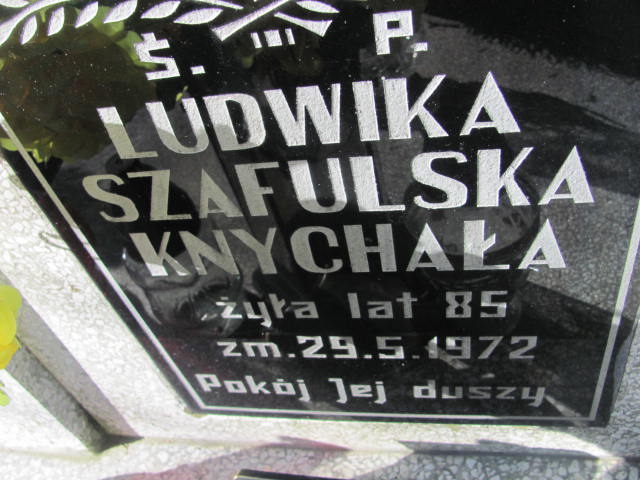 Ś. P.
LUDWIKA
SZAFULSKA
KNYCHAŁA
żyła lat 85
zm.29.5.1972
Pokój Jej duszy